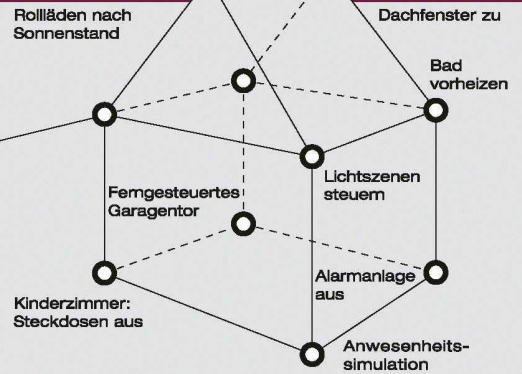 Rollläden nach
Sonnenstand
Dachfenster zu
Bad
vorheizen
Lichtszenen
steuern
Ferngesteuertes
Garagentor
Alarmanlage
aus
Kinderzimmer:
Steckdosen aus
Anwesenheits-
simulation